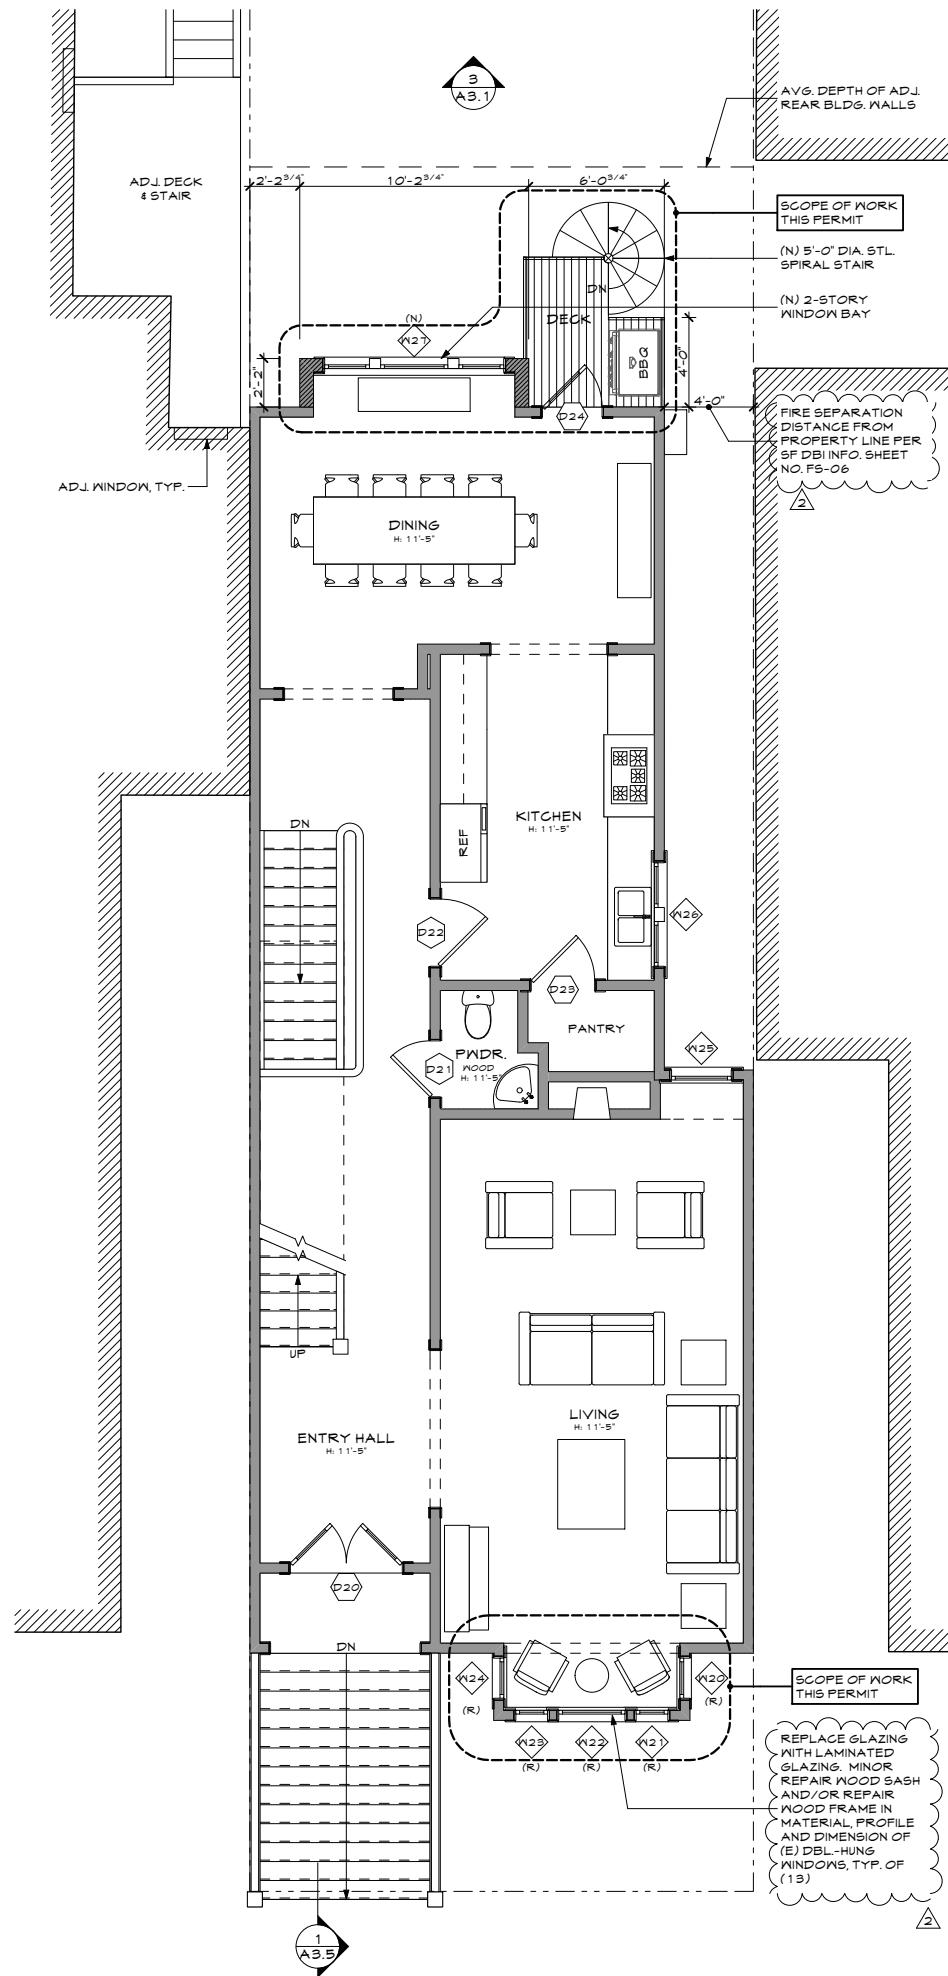 3
A3.1
AVG. DEPTH OF ADJ.
REAR BLDG. WALLS
ADJ. DECK
& STAIR
2'-2 3/4"
10'-2 3/4"
6'-0 3/4"
SCOPE OF WORK
THIS PERMIT
(N) 5'-0" DIA. STL.
SPIRAL STAIR
DN
(N) 2-STORY
WINDOW BAY
(N)
W27
DECK
BBQ
4'-0"
2'-2"
D24
4'-0"
FIRE SEPARATION
DISTANCE FROM
PROPERTY LINE PER
SF DBI INFO. SHEET
NO. FS-06
2
ADJ. WINDOW, TYP.
DINING
H: 11'-5"
KITCHEN
H: 11'-5"
DN
REF
D22
W26
D23
PANTRY
W25
PWDR.
WOOD
H: 11'-5"
D21
UP
LIVING
H: 11'-5"
ENTRY HALL
H: 11'-5"
D20
DN
W24
(R)
W20
(R)
W23
(R)
W22
(R)
W21
(R)
SCOPE OF WORK
THIS PERMIT
REPLACE GLAZING
WITH LAMINATED
GLAZING. MINOR
REPAIR WOOD SASH
AND/OR REPAIR
WOOD FRAME IN
MATERIAL, PROFILE
AND DIMENSION OF
(E) DBL.-HUNG
WINDOWS, TYP. OF
(13)
2
1
A3.5